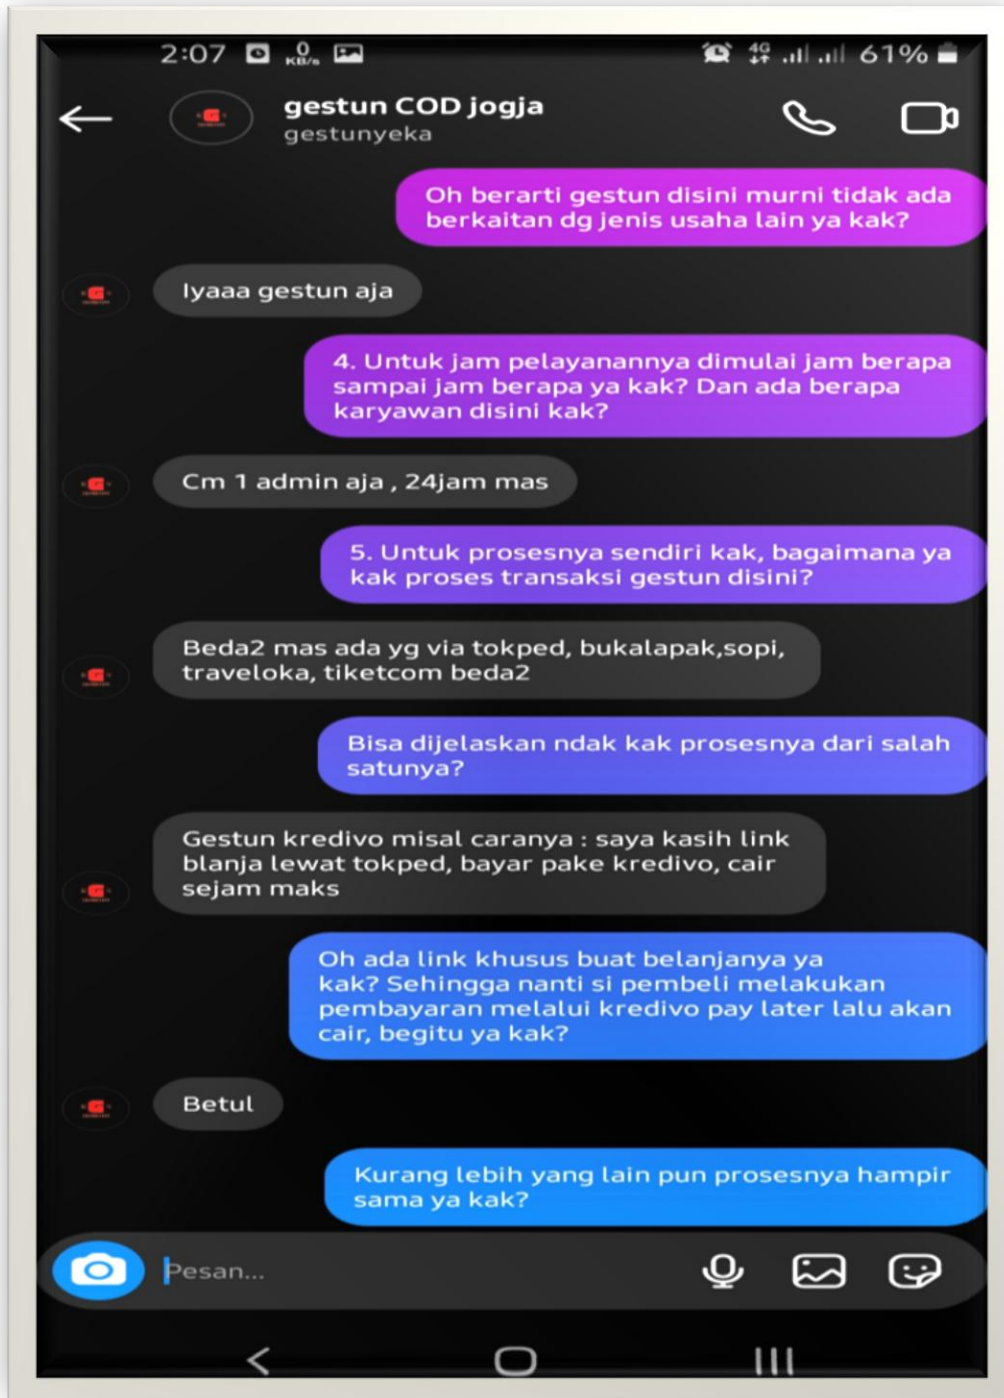 2:07 0 KB/s 4G 61%
gestun COD jogja
gestunyeka
Oh berarti gestun disini murni tidak ada
berkaitan dg jenis usaha lain ya kak?
Iyaaa gestun aja
4. Untuk jam pelayanannya dimulai jam berapa
sampai jam berapa ya kak? Dan ada berapa
karyawan disini kak?
Cm 1 admin aja , 24jam mas
5. Untuk prosesnya sendiri kak, bagaimana ya
kak proses transaksi gestun disini?
Beda2 mas ada yg via tokped, bukalapak,sopi,
traveloka, tiketcom beda2
Bisa dijelaskan ndak kak prosesnya dari salah
satunya?
Gestun kredivo misal caranya : saya kasih link
blanja lewat tokped, bayar pake kredivo, cair
sejam maks
Oh ada link khusus buat belanjanya ya
kak? Sehingga nanti si pembeli melakukan
pembayaran melalui kredivo pay later lalu akan
cair, begitu ya kak?
Betul
Kurang lebih yang lain pun prosesnya hampir
sama ya kak?
Pesan...